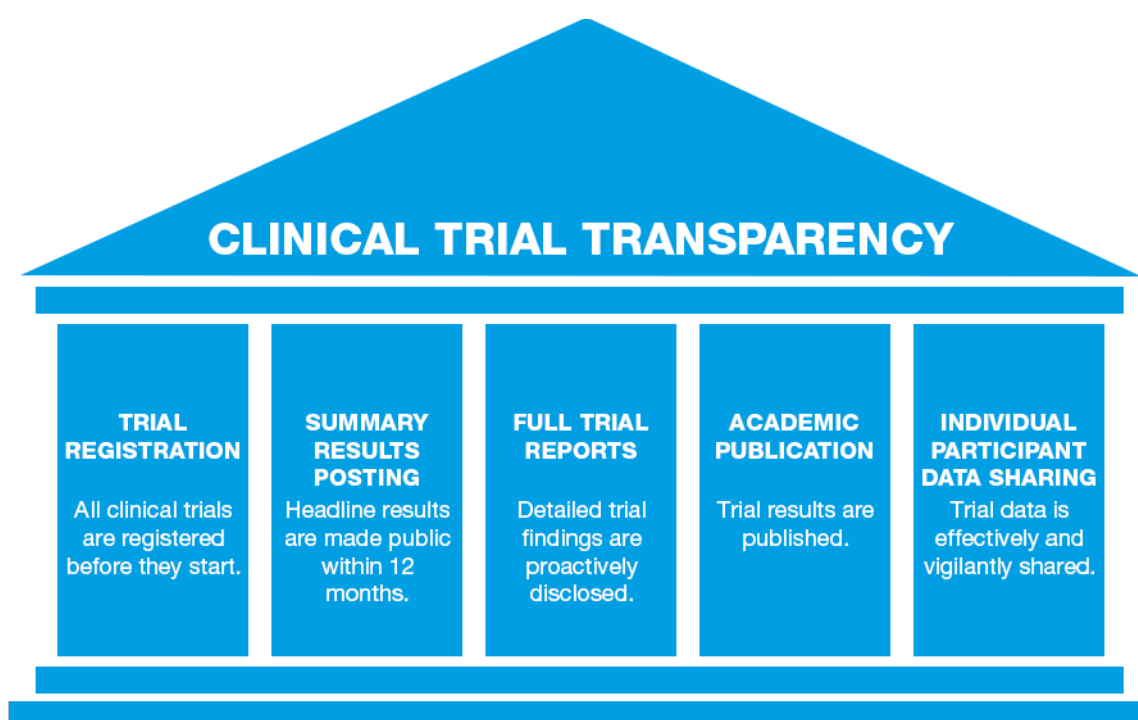 CLINICAL TRIAL TRANSPARENCY
TRIAL
REGISTRATION
All clinical trials
are registered
before they start.
SUMMARY
RESULTS
POSTING
Headline results
are made public
within 12
months.
FULL TRIAL
REPORTS
Detailed trial
findings are
proactively
disclosed.
ACADEMIC
PUBLICATION
Trial results are
published.
INDIVIDUAL
PARTICIPANT
DATA SHARING
Trial data is
effectively and
vigilantly shared.